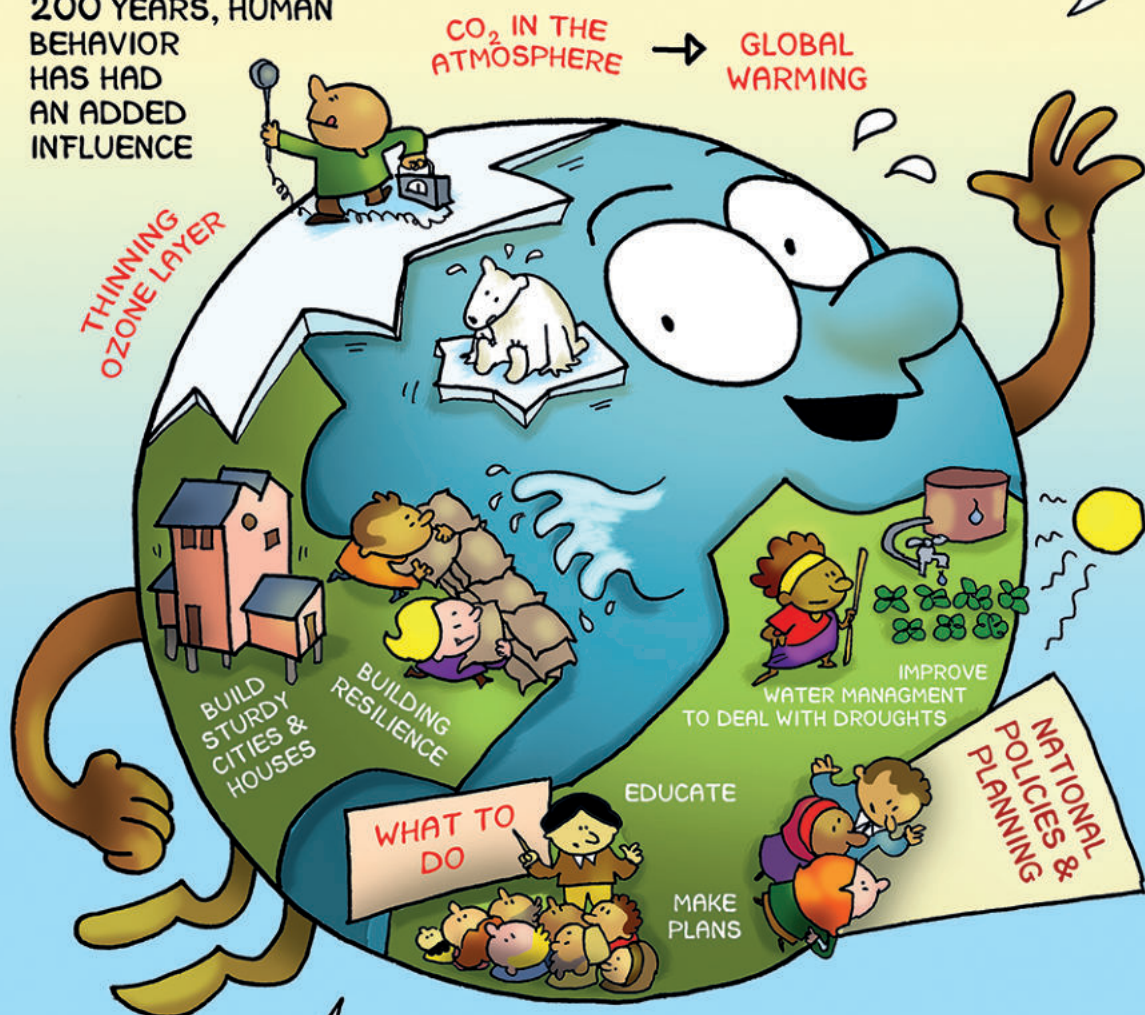 200 YEARS, HUMAN
BEHAVIOR
HAS HAD
AN ADDED
INFLUENCE
CO₂ IN THE
ATMOSPHERE
GLOBAL
WARMING
THINNING
OZONE LAYER
BUILD
STURDY
CITIES &
HOUSES
BUILDING
RESILIENCE
IMPROVE
WATER MANAGMENT
TO DEAL WITH DROUGHTS
NATIONAL
POLICIES &
PLANNING
EDUCATE
WHAT TO
DO
MAKE
PLANS